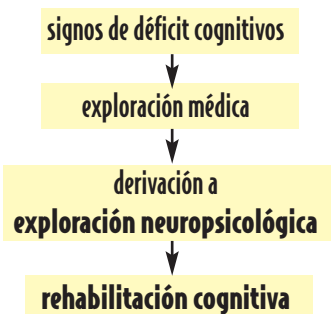 signos de déficit cognitivos
exploración médica
derivación a
exploración neuropsicológica
rehabilitación cognitiva